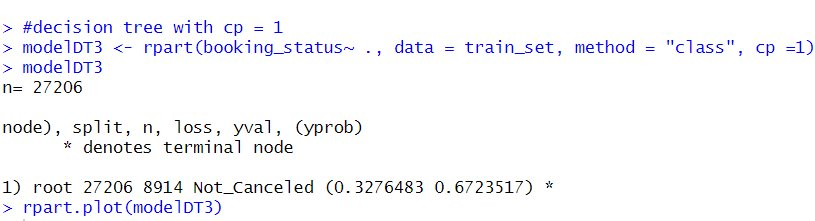 > #decision tree with cp = 1
> modelDT3 <- rpart(booking_status~ ., data = train_set, method = "class", cp =1)
> modelDT3
n= 27206
node), split, n, loss, yval, (yprob)
* denotes terminal node
1) root 27206 8914 Not_Canceled (0.3276483 0.6723517) *
> rpart.plot(modelDT3)